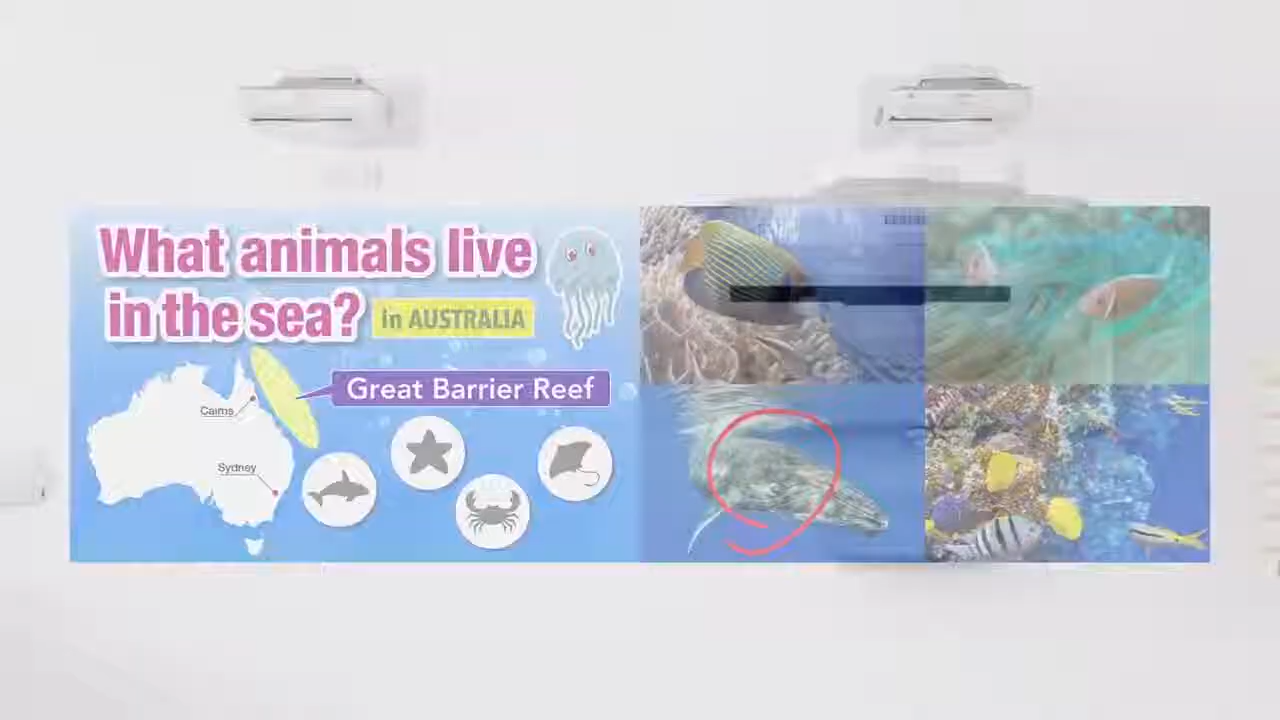 What animals live
in the sea?
in AUSTRALIA
Great Barrier Reef
Cairns
Sydney